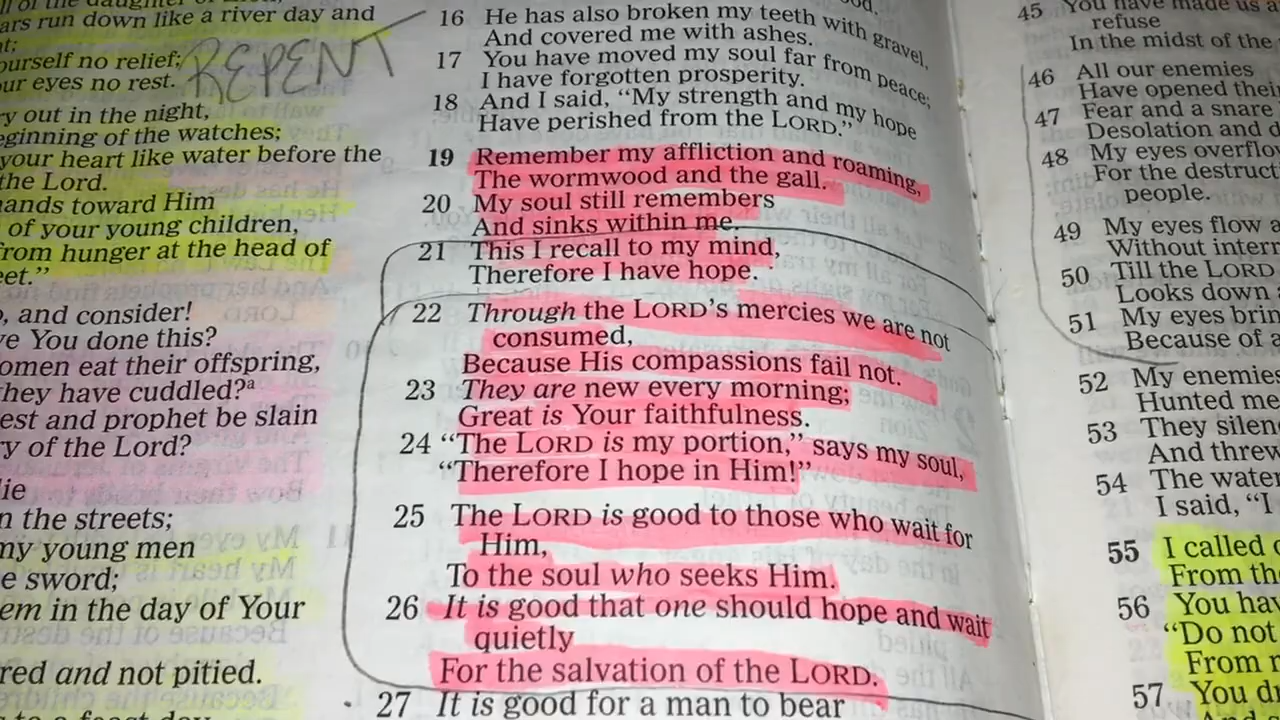 ars run down like a river day and
ourself no relief;
ur eyes no rest.
REPENT
y out in the night,
eginning of the watches;
your heart like water before the
the Lord.
ands toward Him
of your young children,
from hunger at the head of
eet.”
, and consider!
ve You done this?
omen eat their offspring,
they have cuddled?a
est and prophet be slain
ry of the Lord?
lie
n the streets;
my young men
e sword;
em in the day of Your
red and not pitied.
16 He has also broken my teeth with gravel,
And covered me with ashes.
17 You have moved my soul far from peace;
I have forgotten prosperity.
18 And I said, “My strength and my hope
Have perished from the LORD.”
19 Remember my affliction and roaming,
The wormwood and the gall.
20 My soul still remembers
And sinks within me.
21 This I recall to my mind,
Therefore I have hope.
22 Through the LORD’s mercies we are not
consumed,
Because His compassions fail not.
23 They are new every morning;
Great is Your faithfulness.
24 “The LORD is my portion,” says my soul,
“Therefore I hope in Him!”
25 The LORD is good to those who wait for
Him,
To the soul who seeks Him.
26 It is good that one should hope and wait
quietly
For the salvation of the LORD.
27 It is good for a man to bear
45 You have made us a
refuse
In the midst of the
46 All our enemies
Have opened their
47 Fear and a snare
Desolation and d
48 My eyes overflo
For the destruct
people.
49 My eyes flow a
Without interr
50 Till the LORD
Looks down
51 My eyes brin
Because of a
52 My enemies
Hunted me
53 They silen
And threw
54 The water
I said, “I
55 I called
From th
56 You hav
“Do not
From
57 You dr